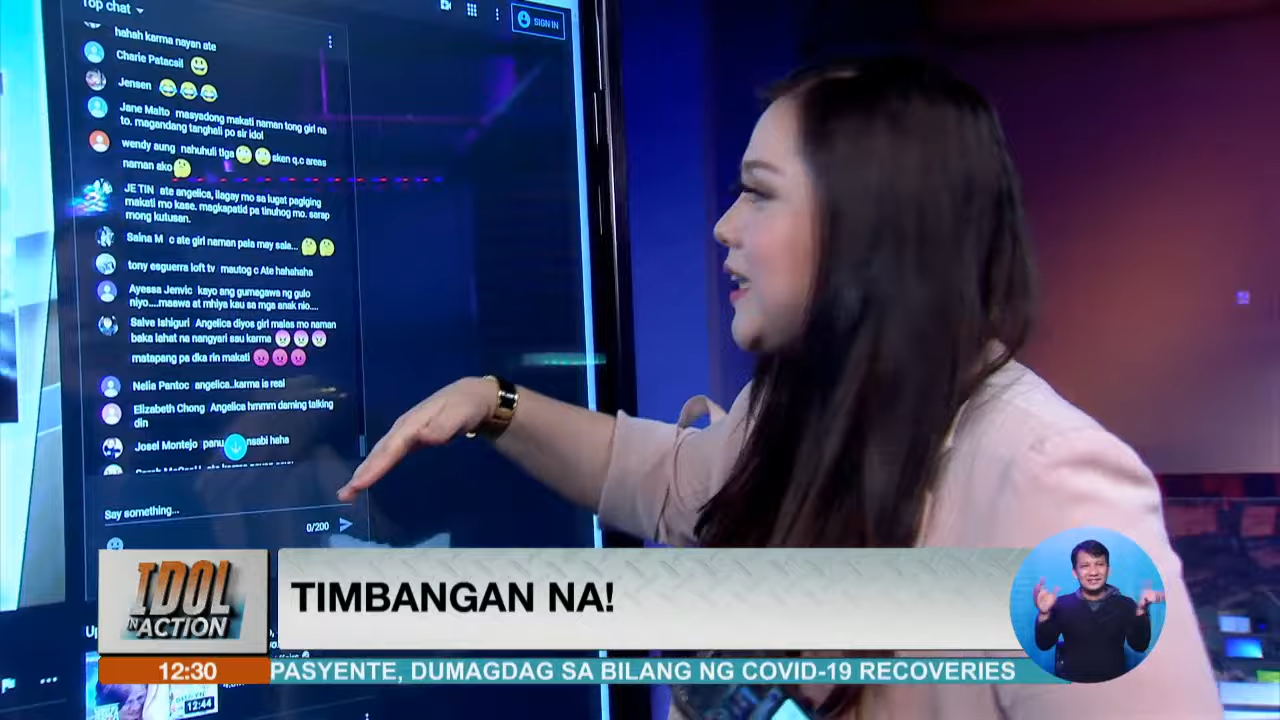 Top chat
SIGN IN
hahah karma nayan ate
Charie Patacsil
Jensen
Jane Malto masyadong makati naman tong girl na
to. magandang tanghali po sir idol
wendy aung nahuhuli tlga sken q.c areas
naman ako
JE TIN ate angelica, ilagay mo sa lugat pagiging
makati mo kase. magkapatid pa tinuhog mo. sarap
mong kutusan.
Saina M c ate girl naman pala may sala...
tony esguerra loft tv mautog c Ate hahahaha
Ayessa Jenvic kayo ang gumagawa ng gulo
niyo....maawa at mhiya kau sa mga anak nio....
Salve Ishiguri Angelica diyos girl malas mo naman
baka lahat na nangyari sau karma
matapang pa dka rin makati
Nelia Pantoc angelica..karma is real
Elizabeth Chong Angelica hmmm daming talking
din
Josel Montejo panu nsabi haha
Say something...
0/200
IDOL
IN ACTION
TIMBANGAN NA!
12:30
PASYENTE, DUMAGDAG SA BILANG NG COVID-19 RECOVERIES
12:44